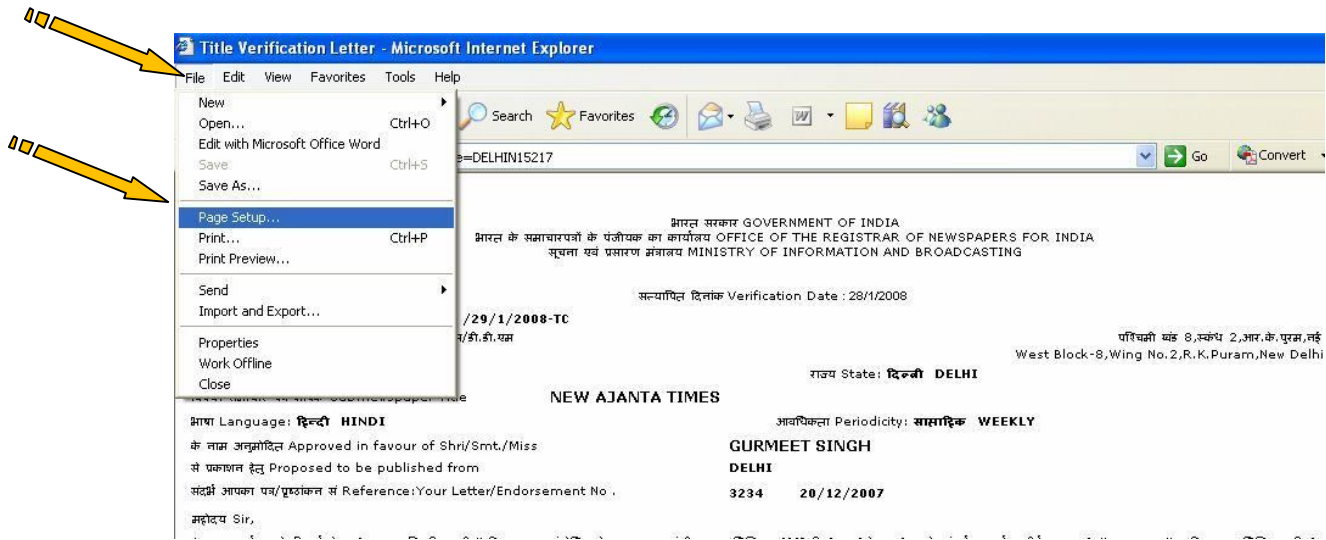 Title Verification Letter - Microsoft Internet Explorer
File Edit View Favorites Tools Help
New
Open... Ctrl+O
Edit with Microsoft Office Word
Save Ctrl+S
Save As...
Page Setup...
Print... Ctrl+P
Print Preview...
Send
Import and Export...
Properties
Work Offline
Close
Search Favorites
e=DELHIN15217 Go Convert
भारत सरकार GOVERNMENT OF INDIA
भारत के समाचारपत्रों के पंजीयक का कार्यालय OFFICE OF THE REGISTRAR OF NEWSPAPERS FOR INDIA
सूचना एवं प्रसारण मंत्रालय MINISTRY OF INFORMATION AND BROADCASTING
सत्यापित दिनांक Verification Date : 28/1/2008
/29/1/2008-TC
/डी.डी.एम
पश्चिमी खंड 8,स्कंध 2,आर.के.पुरम,नई
West Block-8,Wing No.2,R.K.Puram,New Delhi
राज्य State: दिल्ली DELHI
NEW AJANTA TIMES
भाषा Language: हिन्दी HINDI आवधिकता Periodicity: साप्ताहिक WEEKLY
के नाम अनुमोदित Approved in favour of Shri/Smt./Miss GURMEET SINGH
से प्रकाशन हेतु Proposed to be published from DELHI
संदर्भ आपका पत्र/पृष्ठांकन सं Reference:Your Letter/Endorsement No . 3234 20/12/2007
महोदय Sir,